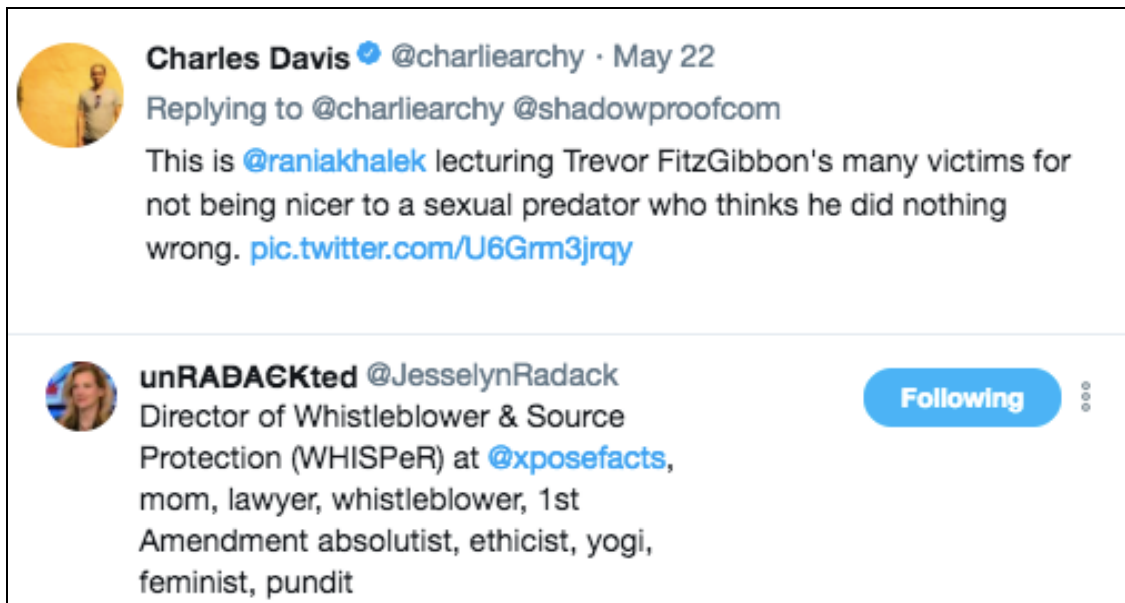 Charles Davis @charliearchy · May 22
Replying to @charliearchy @shadowproofcom
This is @raniakhalek lecturing Trevor FitzGibbon's many victims for
not being nicer to a sexual predator who thinks he did nothing
wrong. pic.twitter.com/U6Grm3jrqy
unRAĐAЄKted @JesselynRadack
Following
Director of Whistleblower & Source
Protection (WHISPeR) at @xposefacts,
mom, lawyer, whistleblower, 1st
Amendment absolutist, ethicist, yogi,
feminist, pundit